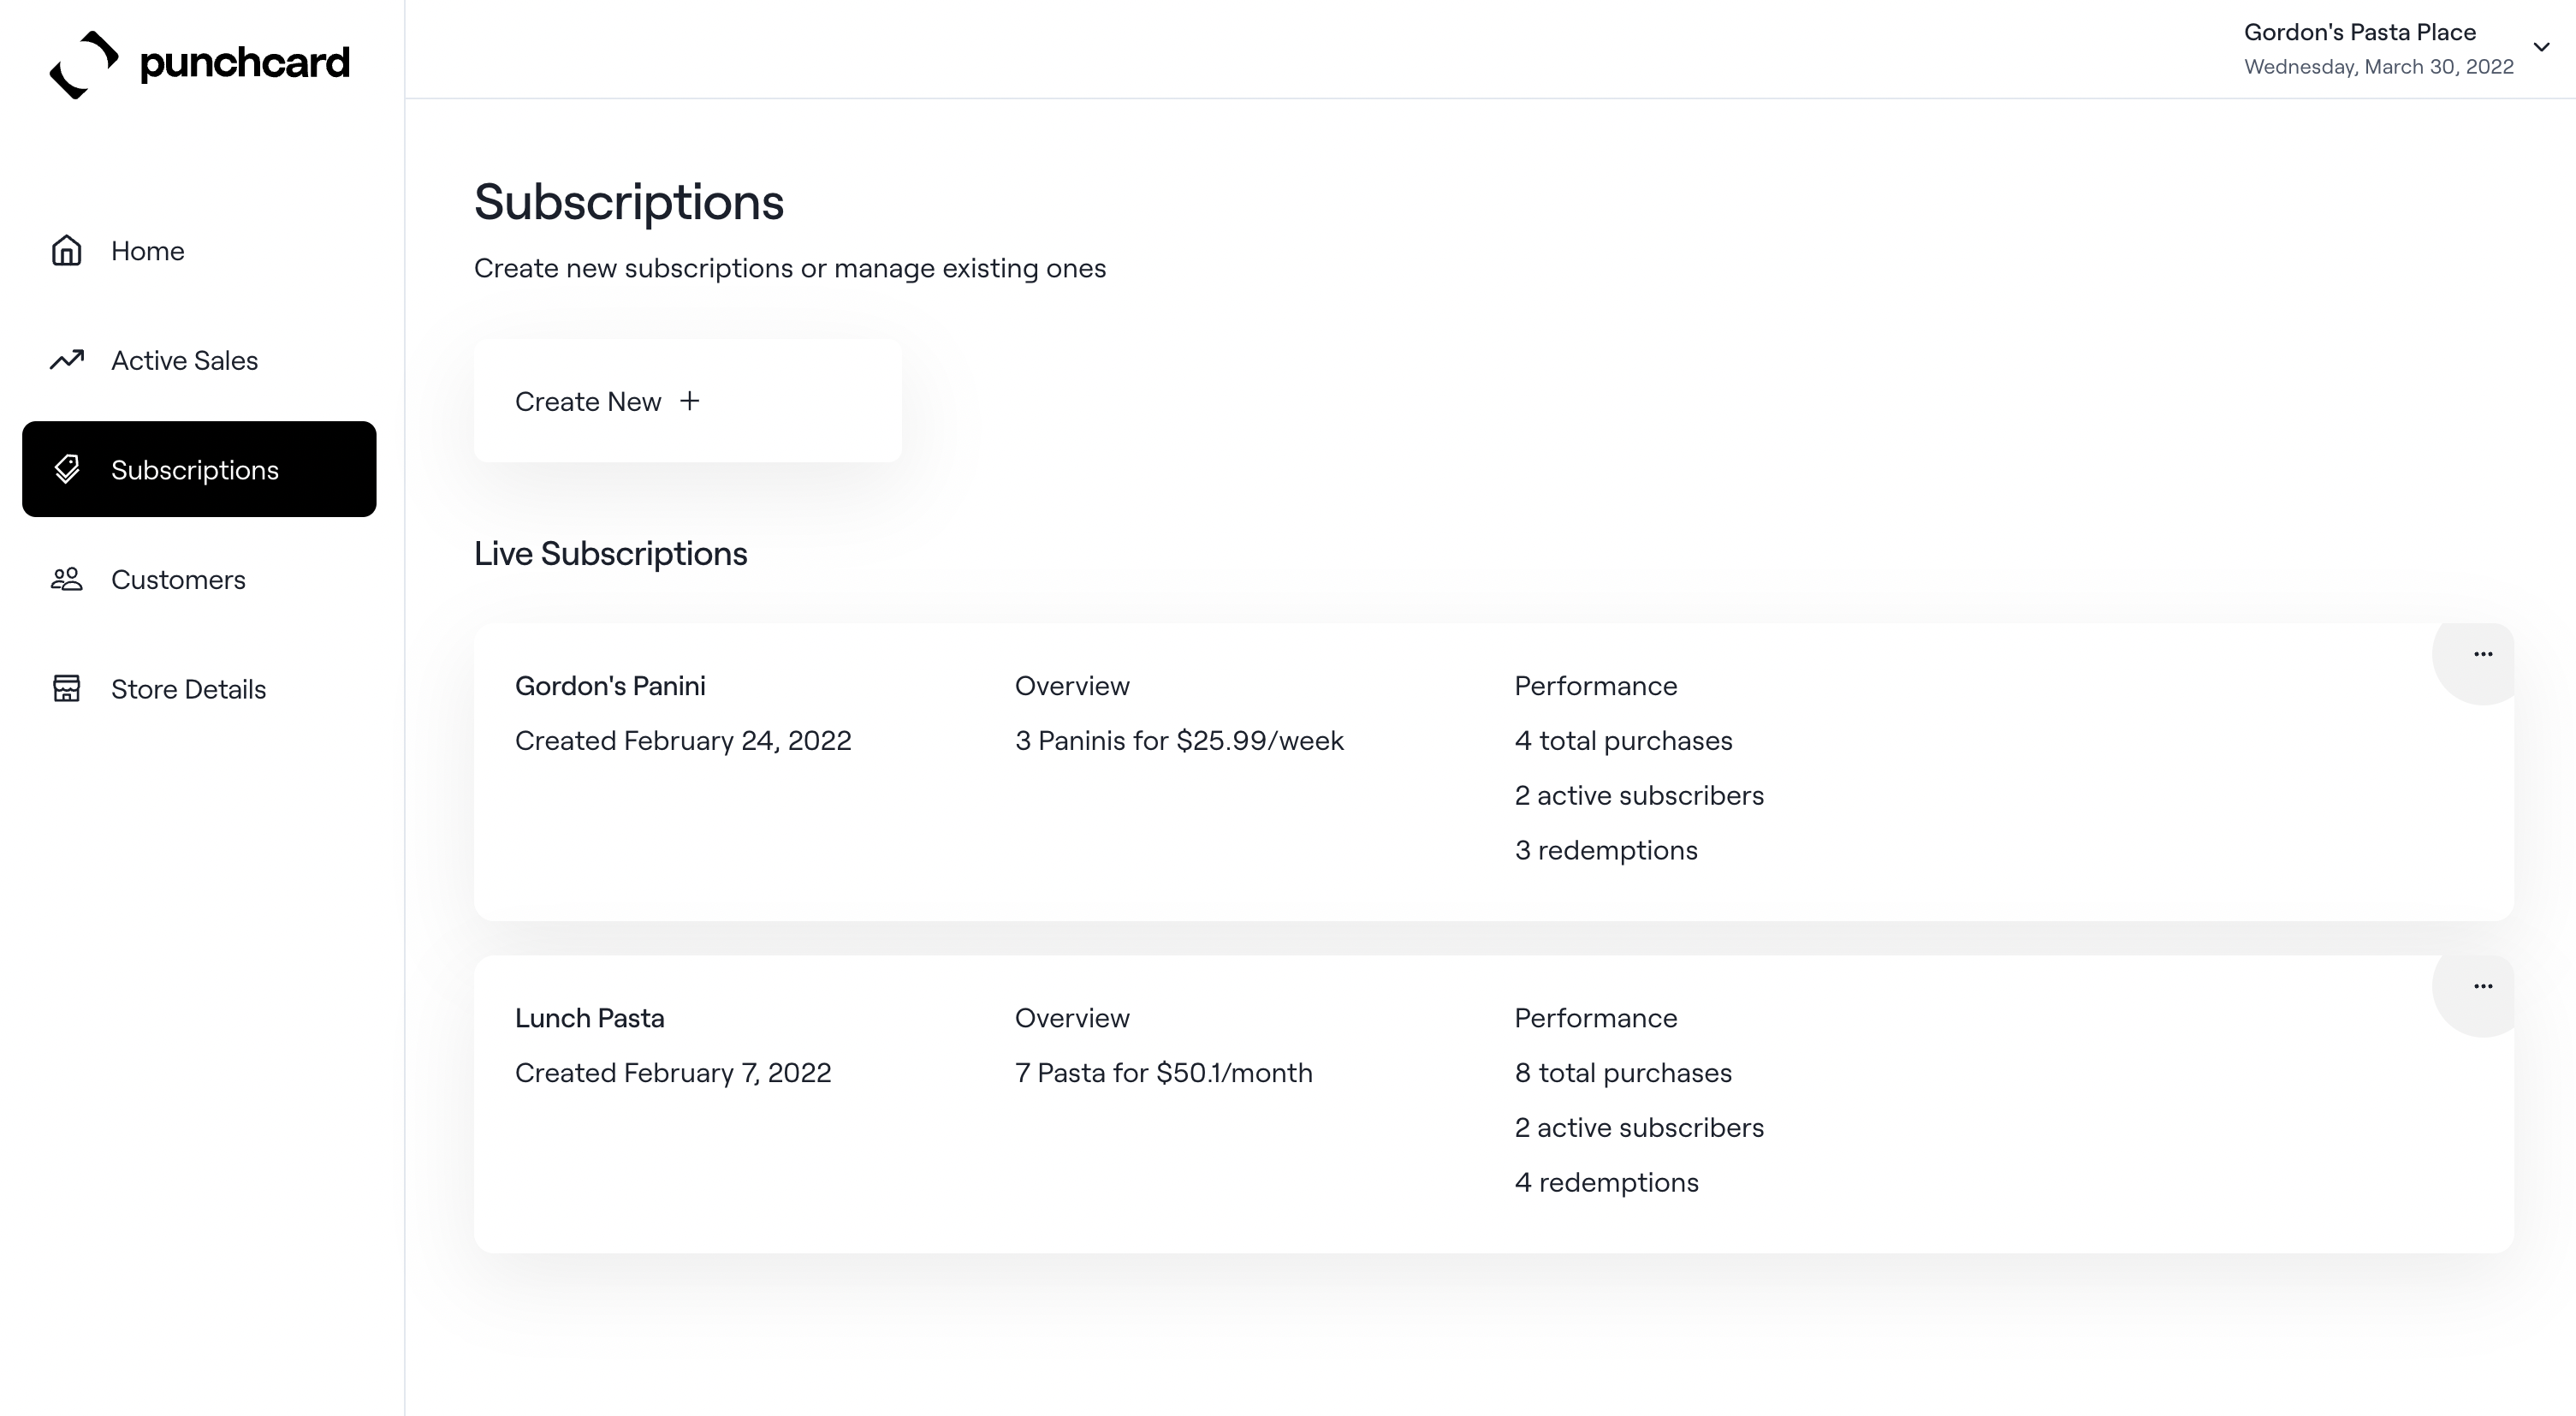 punchcard
Gordon's Pasta Place
Wednesday, March 30, 2022
Home
Active Sales
Subscriptions
Customers
Store Details
Subscriptions
Create new subscriptions or manage existing ones
Create New +
Live Subscriptions
Gordon's Panini
Created February 24, 2022
Overview
3 Paninis for $25.99/week
Performance
4 total purchases
2 active subscribers
3 redemptions
Lunch Pasta
Created February 7, 2022
Overview
7 Pasta for $50.1/month
Performance
8 total purchases
2 active subscribers
4 redemptions